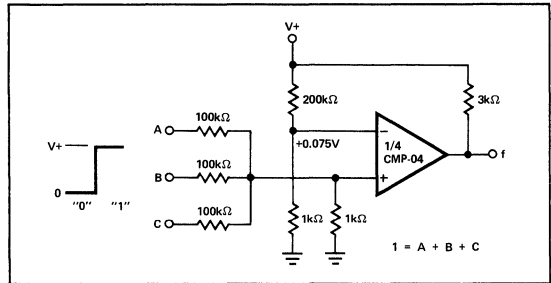 V+
200kΩ
3kΩ
100kΩ
A
V+
+0.075V
−
1/4
CMP-04
f
100kΩ
B
+
0
"0" "1"
100kΩ
C
1kΩ
1kΩ
1 = A + B + C